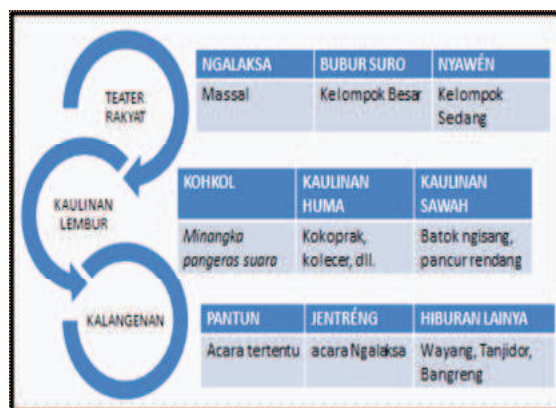 TEATER
RAKYAT
NGALAKSA BUBUR SURO NYAWÉN
Massal Kelompok Besar Kelompok
Sedang
KAULINAN
LEMBUR
KOHKOL KAULINAN KAULINAN
HUMA SAWAH
Minangka Kokoprak, Batok ngisang,
pangeras suara kolecer, dll. pancur rendang
KALANGENAN
PANTUN JENTRÉNG HIBURAN LAINYA
Acara tertentu acara Ngalaksa Wayang, Tanjidor,
Bangreng